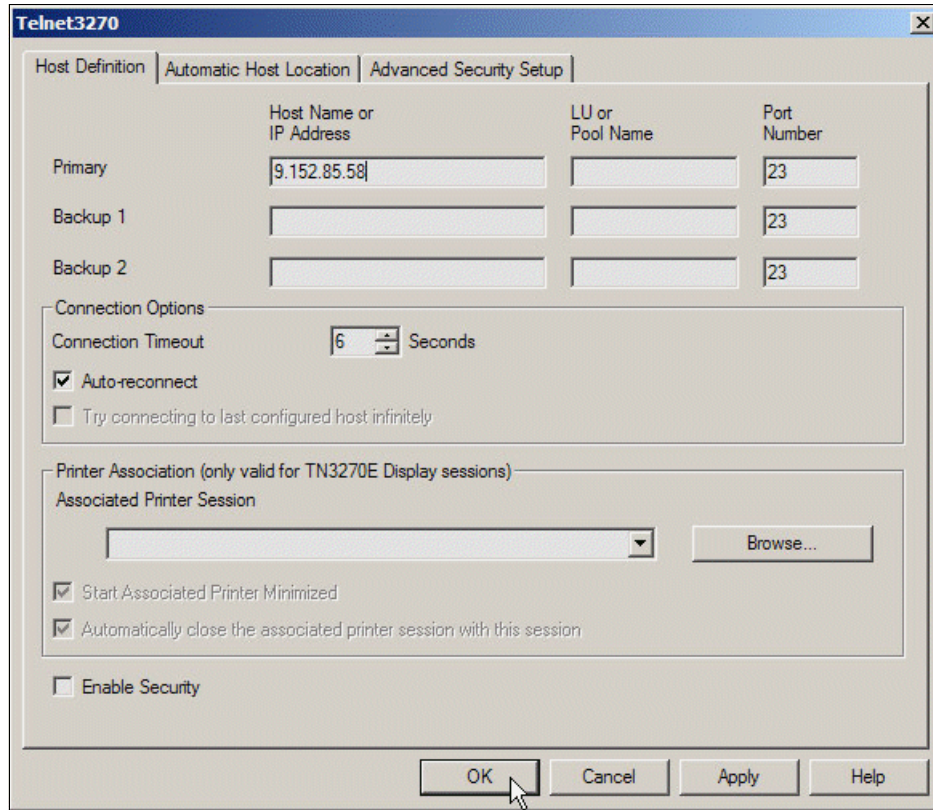 Telnet3270
Host Definition Automatic Host Location Advanced Security Setup
Host Name or IP Address LU or Pool Name Port Number
Primary 9.152.85.58 23
Backup 1 23
Backup 2 23
Connection Options
Connection Timeout 6 Seconds
Auto-reconnect
Try connecting to last configured host infinitely
Printer Association (only valid for TN3270E Display sessions)
Associated Printer Session
Browse...
Start Associated Printer Minimized
Automatically close the associated printer session with this session
Enable Security
OK Cancel Apply Help